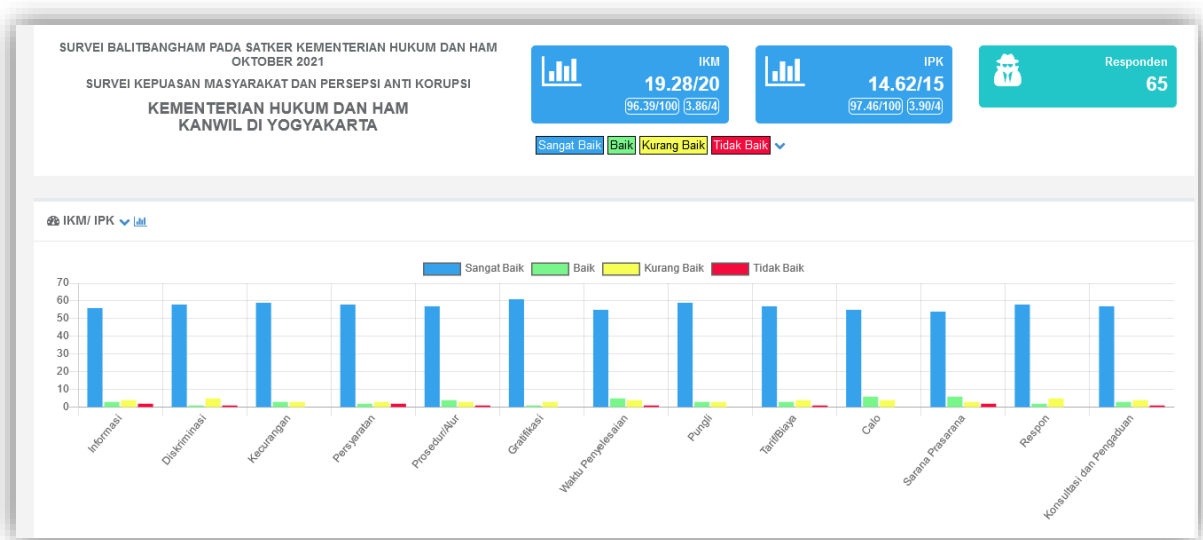 SURVEI BALITBANGHAM PADA SATKER KEMENTERIAN HUKUM DAN HAM
OKTOBER 2021
SURVEI KEPUASAN MASYARAKAT DAN PERSEPSI ANTI KORUPSI
KEMENTERIAN HUKUM DAN HAM
KANWIL DI YOGYAKARTA
IKM
19.28/20
96.39/100 3.86/4
IPK
14.62/15
97.46/100 3.90/4
Responden
65
Sangat Baik Baik Kurang Baik Tidak Baik
IKM/ IPK
Sangat Baik Baik Kurang Baik Tidak Baik
70
60
50
40
30
20
10
0
Informasi
Diskriminasi
Kecurangan
Persyaratan
Prosedur/Alur
Gratifikasi
Waktu Penyelesaian
Pungli
Tarif/Biaya
Calo
Sarana Prasarana
Respon
Konsultasi dan Pengaduan